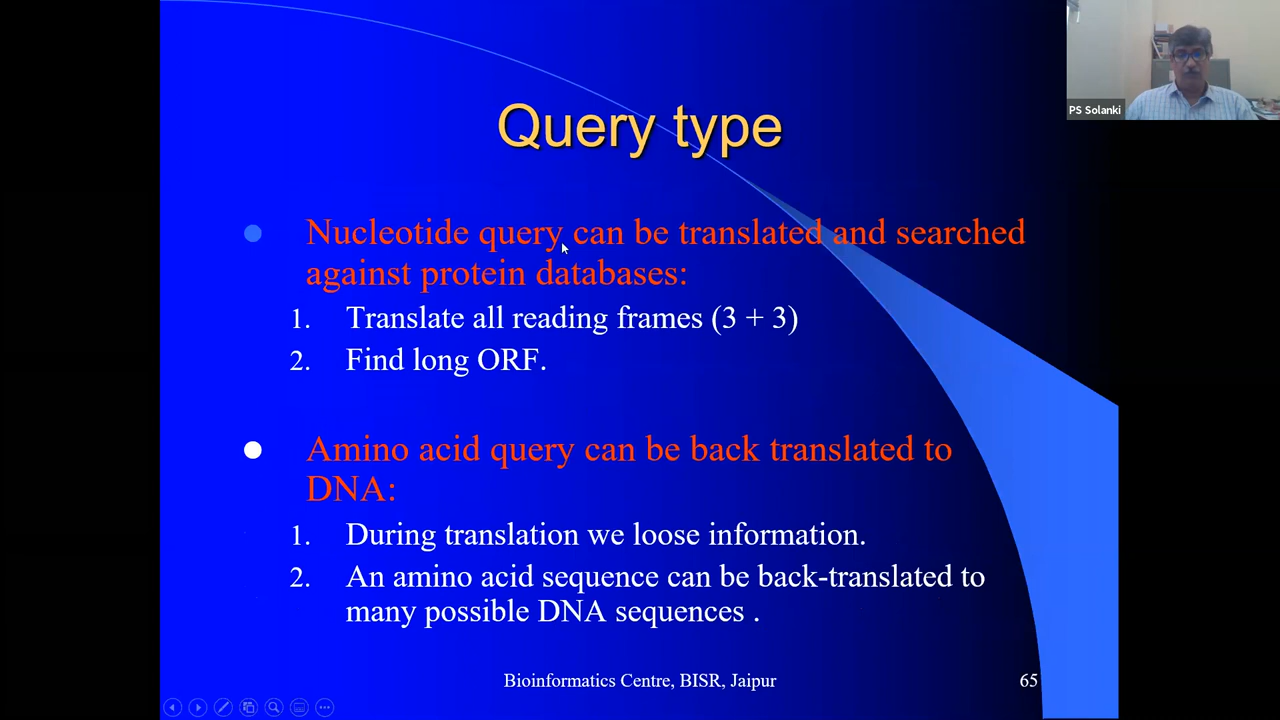 PS Solanki
Query type
Nucleotide query can be translated and searched
against protein databases:
1. Translate all reading frames (3 + 3)
2. Find long ORF.
Amino acid query can be back translated to
DNA:
1. During translation we loose information.
2. An amino acid sequence can be back-translated to
many possible DNA sequences .
Bioinformatics Centre, BISR, Jaipur 65